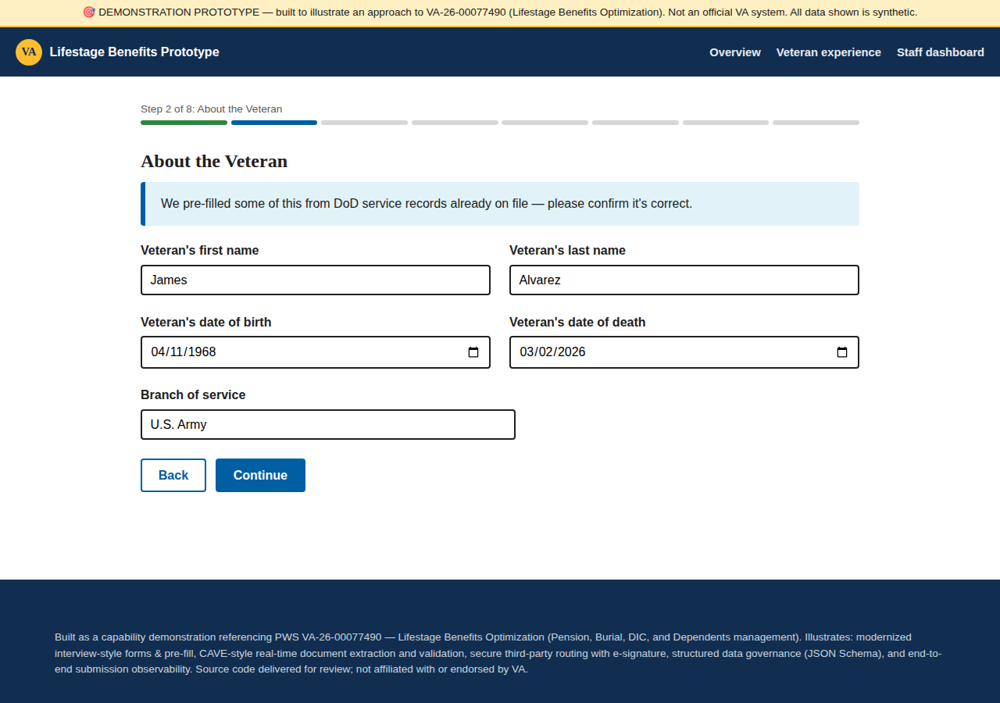 🎯 DEMONSTRATION PROTOTYPE — built to illustrate an approach to VA-26-00077490 (Lifestage Benefits Optimization). Not an official VA system. All data shown is synthetic.
VA Lifestage Benefits Prototype
Overview Veteran experience Staff dashboard
Step 2 of 8: About the Veteran
About the Veteran
We pre-filled some of this from DoD service records already on file — please confirm it's correct.
Veteran's first name
James
Veteran's last name
Alvarez
Veteran's date of birth
04/11/1968
Veteran's date of death
03/02/2026
Branch of service
U.S. Army
Back Continue
Built as a capability demonstration referencing PWS VA-26-00077490 — Lifestage Benefits Optimization (Pension, Burial, DIC, and Dependents management). Illustrates: modernized
interview-style forms & pre-fill, CAVE-style real-time document extraction and validation, secure third-party routing with e-signature, structured data governance (JSON Schema), and end-to-
end submission observability. Source code delivered for review; not affiliated with or endorsed by VA.